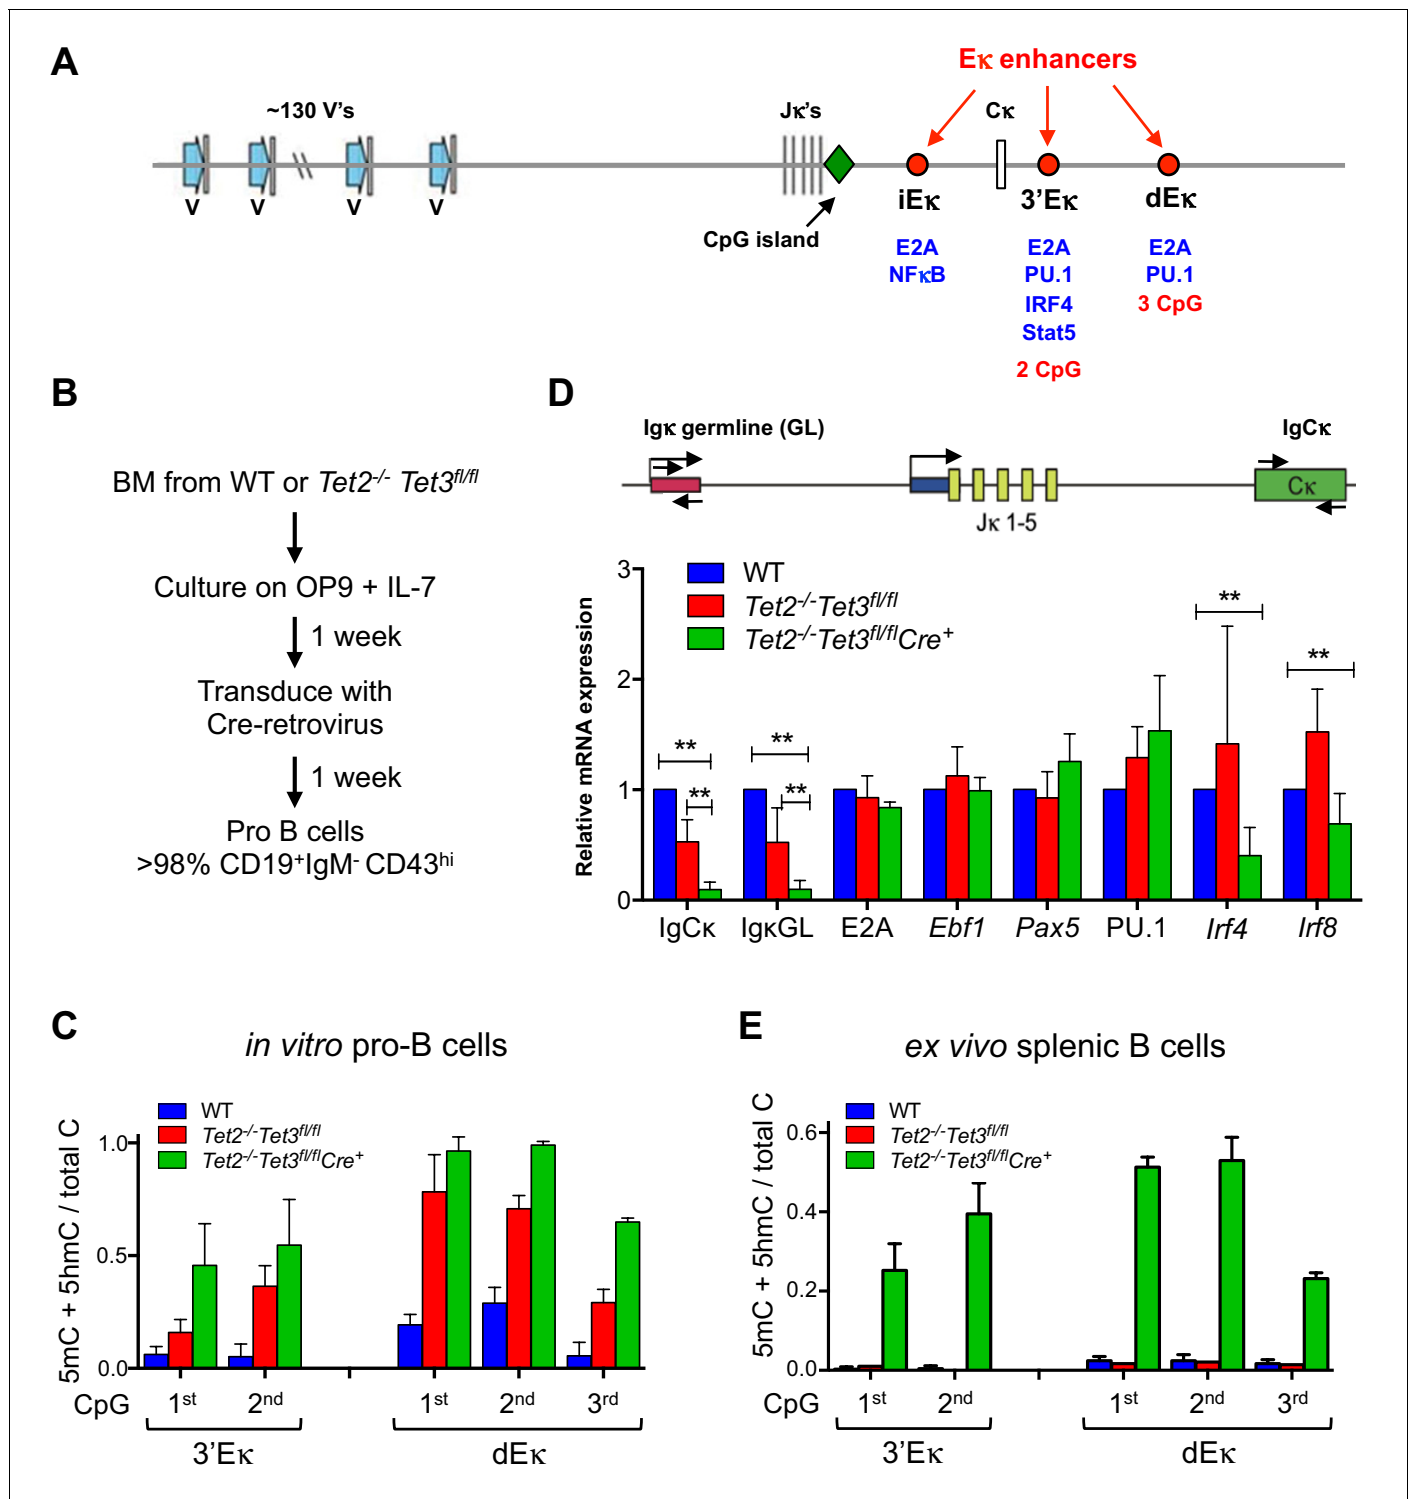 A
Eκ enhancers
~130 V's
Jκ's
Cκ
V V V V
iEκ 3'Eκ dEκ
CpG island
E2A E2A E2A
NFκB PU.1 PU.1
IRF4 3 CpG
Stat5
2 CpG
B
BM from WT or Tet2-/- Tet3fl/fl
Culture on OP9 + IL-7
1 week
Transduce with
Cre-retrovirus
1 week
Pro B cells
>98% CD19+IgM- CD43hi
D
Igκ germline (GL)
IgCκ
Cκ
Jκ 1-5
WT
Tet2-/-Tet3fl/fl
Tet2-/-Tet3fl/flCre+
Relative mRNA expression
3
2
1
0
** ** ** ** ** **
IgCκ IgκGL E2A Ebf1 Pax5 PU.1 Irf4 Irf8
C
in vitro pro-B cells
WT
Tet2-/-Tet3fl/fl
Tet2-/-Tet3fl/flCre+
5mC + 5hmC / total C
1.0
0.5
0.0
CpG 1st 2nd 1st 2nd 3rd
3'Eκ dEκ
E
ex vivo splenic B cells
WT
Tet2-/-Tet3fl/fl
Tet2-/-Tet3fl/flCre+
5mC + 5hmC / total C
0.6
0.4
0.2
0.0
CpG 1st 2nd 1st 2nd 3rd
3'Eκ dEκ